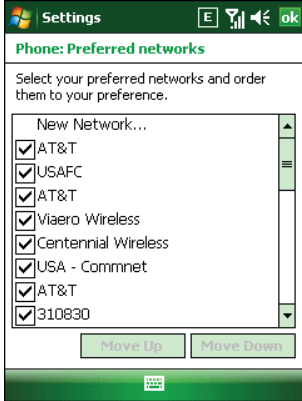 Settings
E
ok
Phone: Preferred networks
Select your preferred networks and order
them to your preference.
New Network...
AT&T
USAFC
AT&T
Viaero Wireless
Centennial Wireless
USA - Commnet
AT&T
310830
Move Up
Move Down